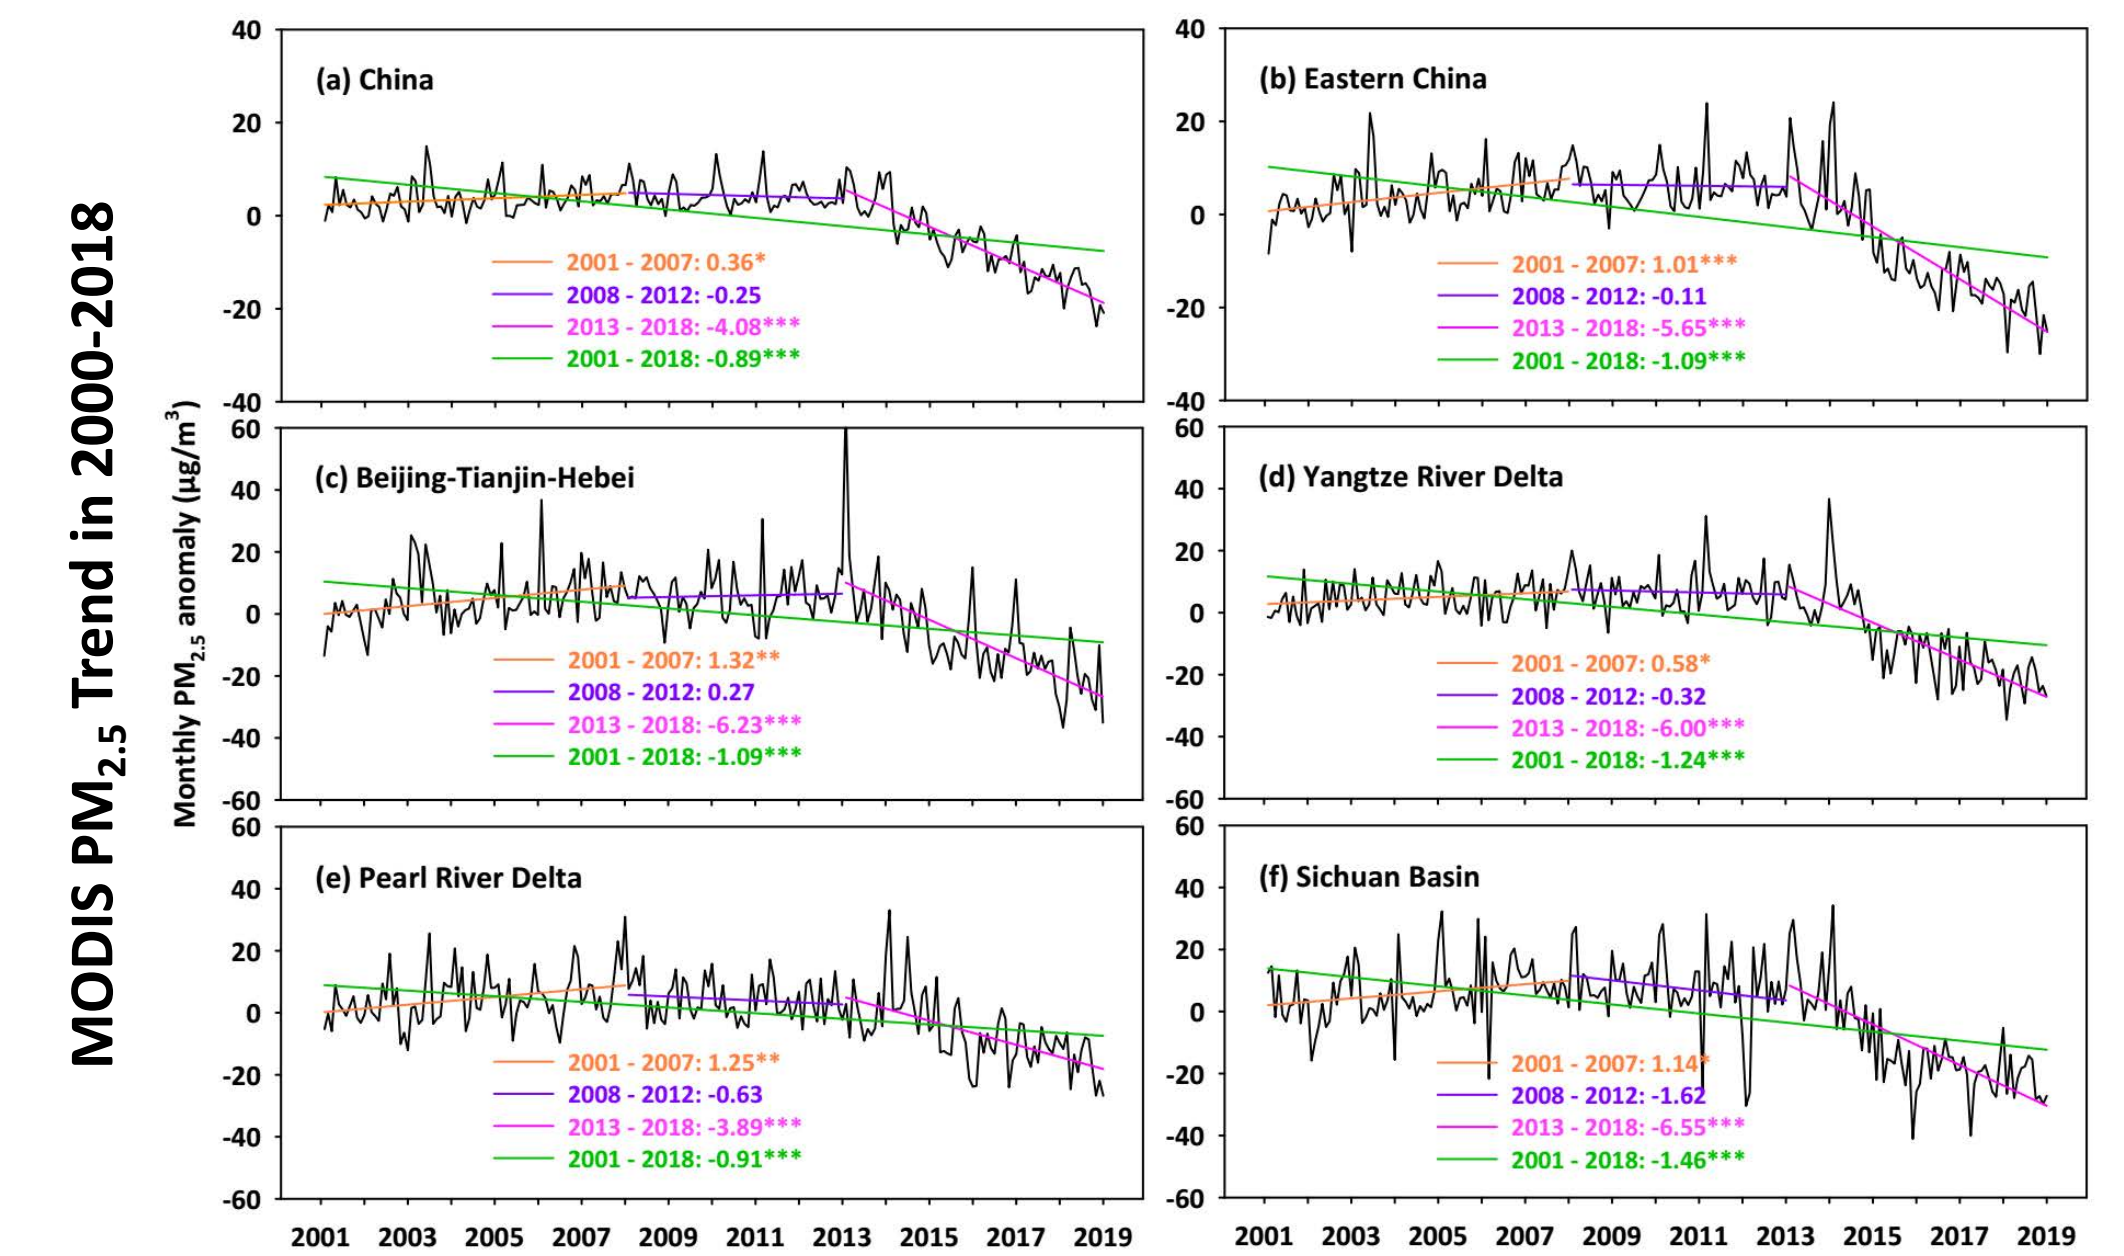 MODIS PM2.5 Trend in 2000-2018
Monthly PM2.5 anomaly (µg/m3)
40
20
0
-20
-40
(a) China
2001 - 2007: 0.36*
2008 - 2012: -0.25
2013 - 2018: -4.08***
2001 - 2018: -0.89***
40
20
0
-20
-40
(b) Eastern China
2001 - 2007: 1.01***
2008 - 2012: -0.11
2013 - 2018: -5.65***
2001 - 2018: -1.09***
60
40
20
0
-20
-40
-60
(c) Beijing-Tianjin-Hebei
2001 - 2007: 1.32**
2008 - 2012: 0.27
2013 - 2018: -6.23***
2001 - 2018: -1.09***
60
40
20
0
-20
-40
-60
(d) Yangtze River Delta
2001 - 2007: 0.58*
2008 - 2012: -0.32
2013 - 2018: -6.00***
2001 - 2018: -1.24***
60
40
20
0
-20
-40
-60
(e) Pearl River Delta
2001 - 2007: 1.25**
2008 - 2012: -0.63
2013 - 2018: -3.89***
2001 - 2018: -0.91***
2001 2003 2005 2007 2009 2011 2013 2015 2017 2019
60
40
20
0
-20
-40
-60
(f) Sichuan Basin
2001 - 2007: 1.14*
2008 - 2012: -1.62
2013 - 2018: -6.55***
2001 - 2018: -1.46***
2001 2003 2005 2007 2009 2011 2013 2015 2017 2019